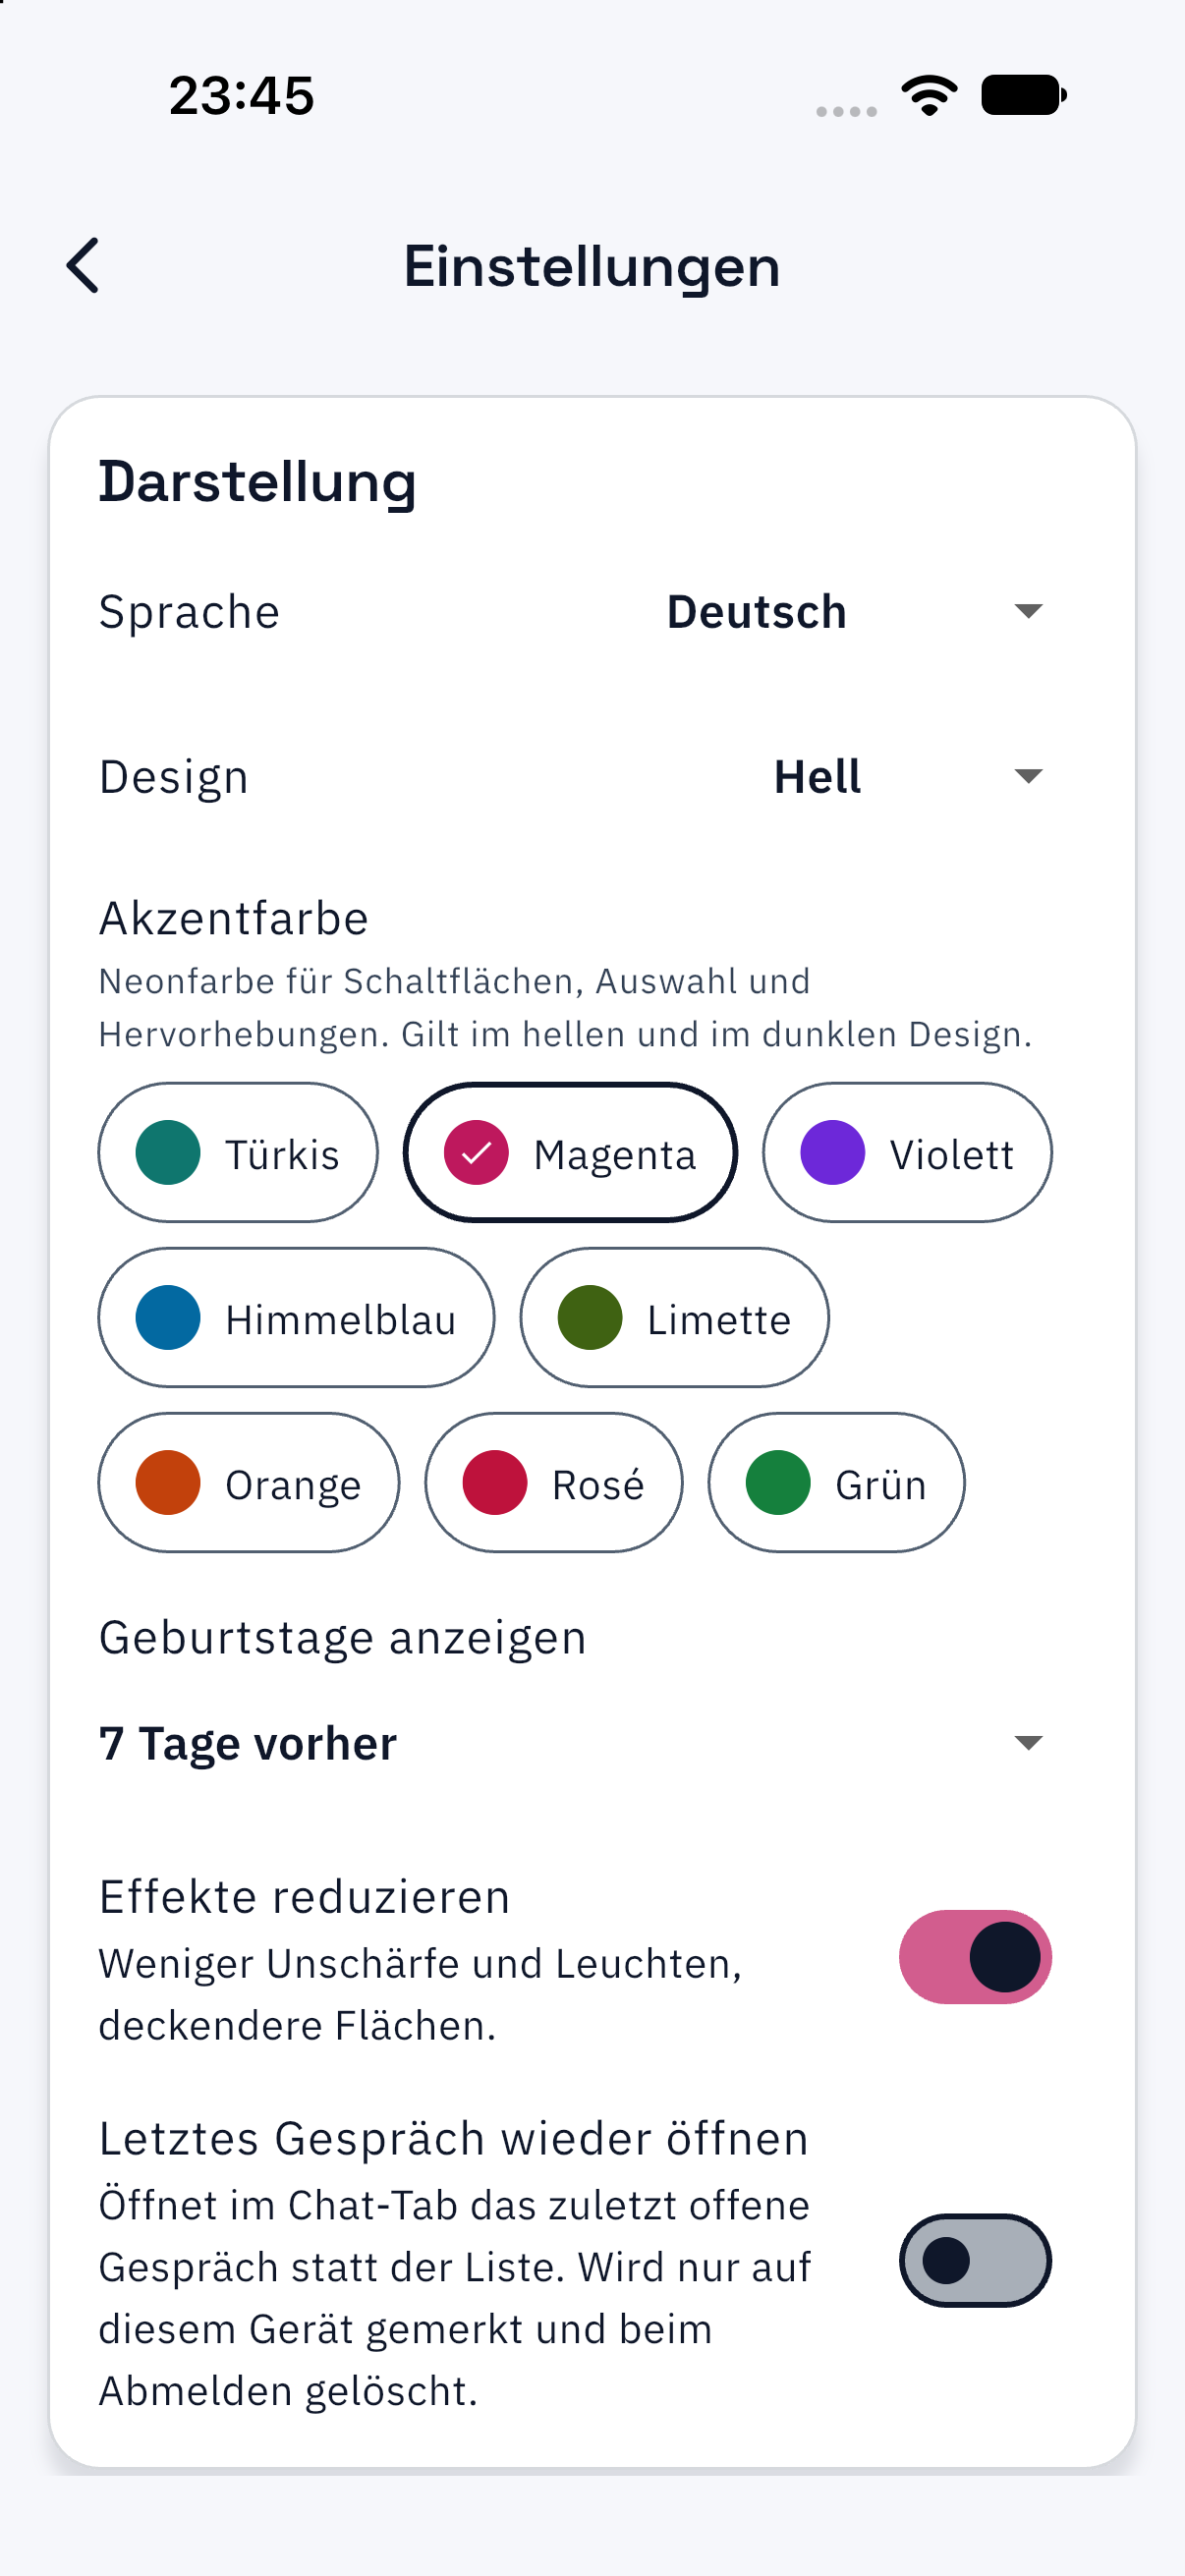 23:45
Einstellungen
Darstellung
Sprache Deutsch
Design Hell
Akzentfarbe
Neonfarbe für Schaltflächen, Auswahl und
Hervorhebungen. Gilt im hellen und im dunklen Design.
Türkis Magenta Violett
Himmelblau Limette
Orange Rosé Grün
Geburtstage anzeigen
7 Tage vorher
Effekte reduzieren
Weniger Unschärfe und Leuchten,
deckendere Flächen.
Letztes Gespräch wieder öffnen
Öffnet im Chat-Tab das zuletzt offene
Gespräch statt der Liste. Wird nur auf
diesem Gerät gemerkt und beim
Abmelden gelöscht.